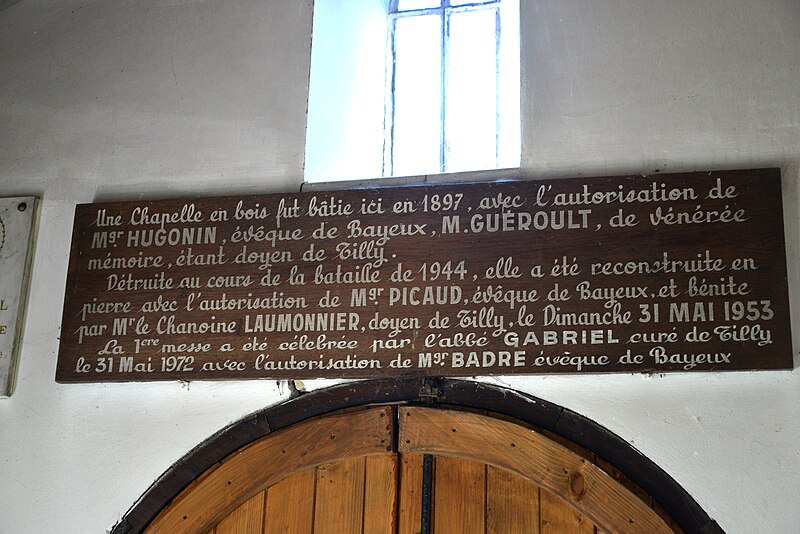 Une Chapelle en bois fut bâtie ici en 1897, avec l'autorisation de
Mgr HUGONIN, évêque de Bayeux, M. GUÉROULT, de vénérée
mémoire, étant doyen de Tilly.
Détruite au cours de la bataille de 1944, elle a été reconstruite en
pierre avec l'autorisation de Mgr PICAUD, évêque de Bayeux, et bénite
par Mr le Chanoine LAUMONNIER, doyen de Tilly, le Dimanche 31 MAI 1953
La 1ere messe a été célébrée par l'abbé GABRIEL curé de Tilly
le 31 Mai 1972 avec l'autorisation de Mgr BADRE évèque de Bayeux